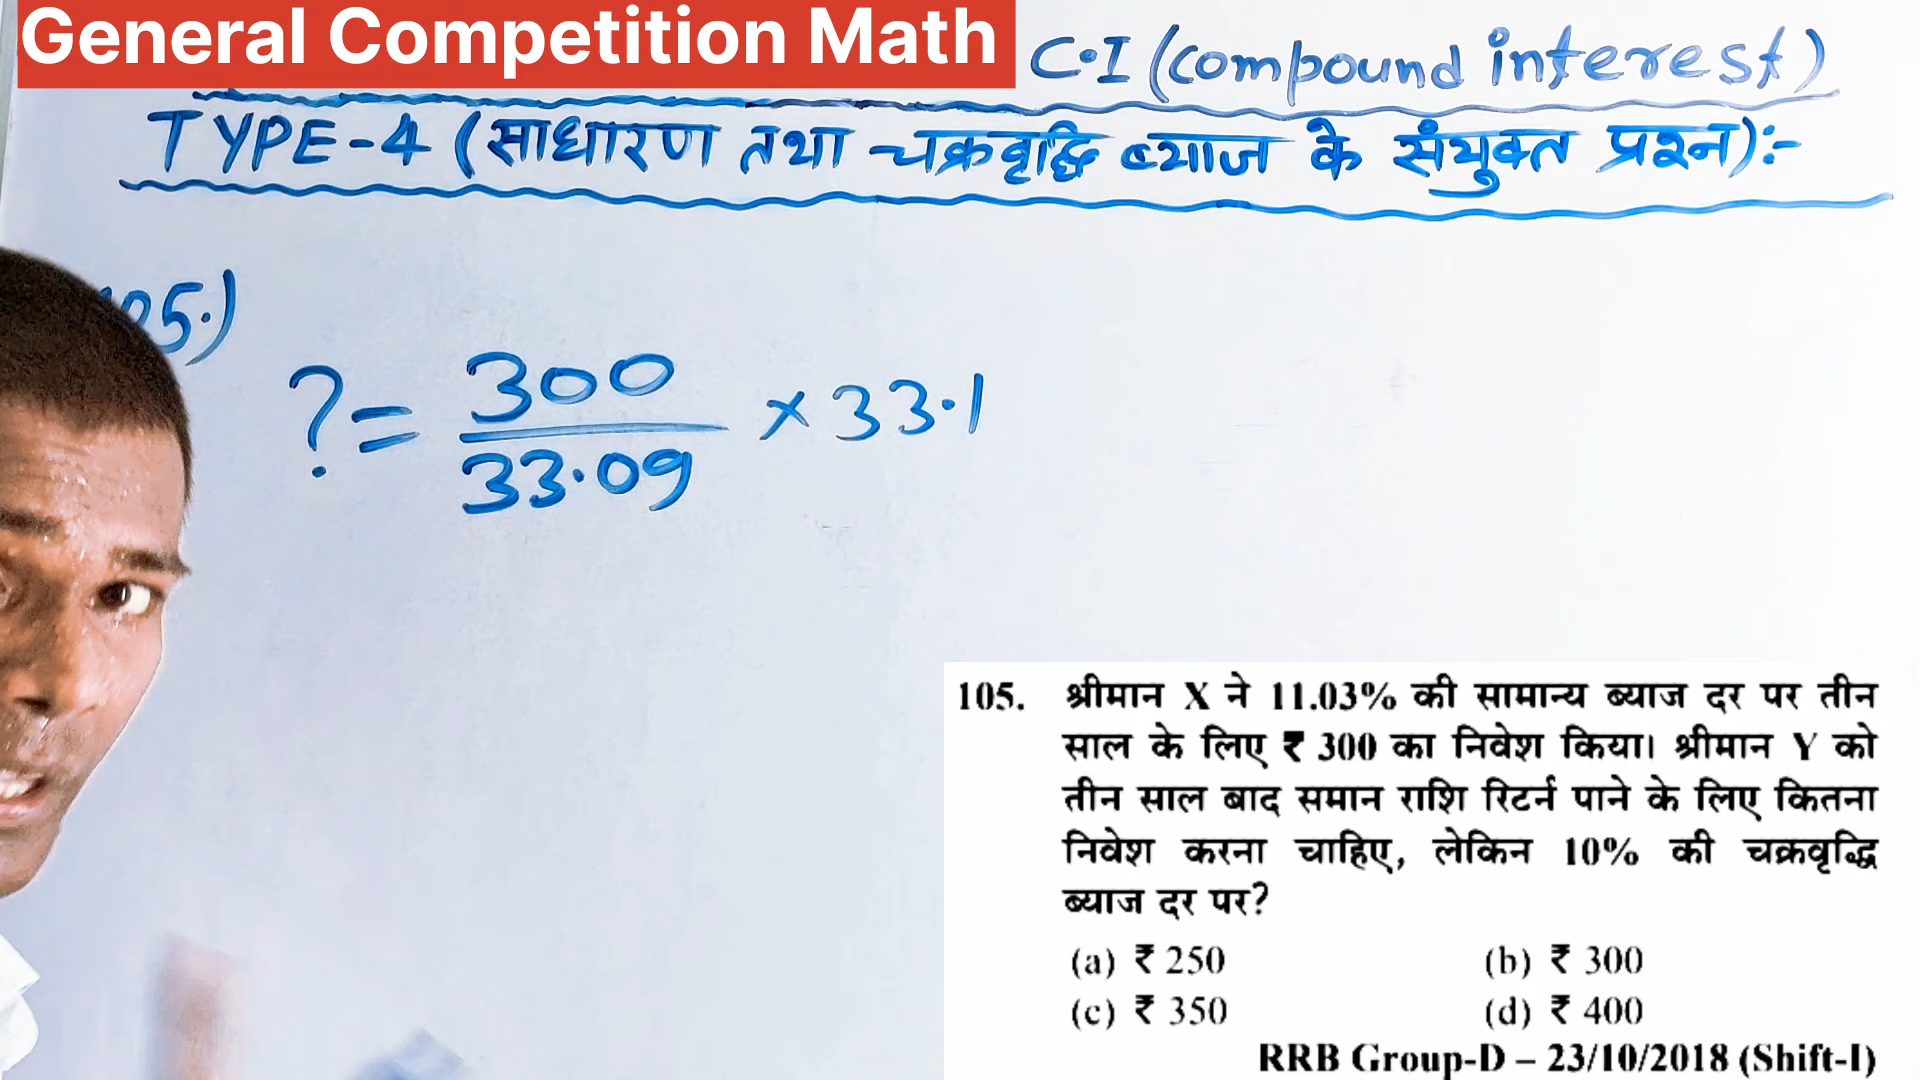 General Competition Math
C.I (compound interest)
TYPE-4 (साधारण तथा चक्रवृद्धि ब्याज के संयुक्त प्रश्न):-
05.)
? = 300/33.09 × 33.1
105. श्रीमान X ने 11.03% की सामान्य ब्याज दर पर तीन
साल के लिए ₹ 300 का निवेश किया। श्रीमान Y को
तीन साल बाद समान राशि रिटर्न पाने के लिए कितना
निवेश करना चाहिए, लेकिन 10% की चक्रवृद्धि
ब्याज दर पर?
(a) ₹ 250 (b) ₹ 300
(c) ₹ 350 (d) ₹ 400
RRB Group-D – 23/10/2018 (Shift-I)